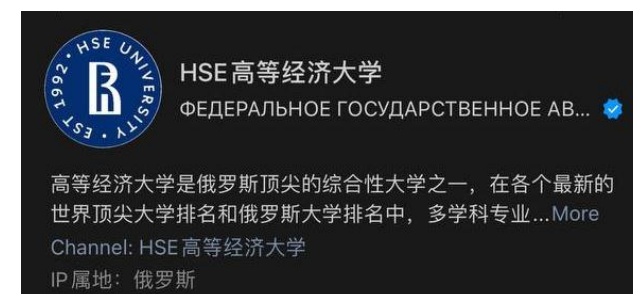 HSE UNIVERSITY · EST 1992 ·
HSE高等经济大学
ФЕДЕРАЛЬНОЕ ГОСУДАРСТВЕННОЕ АВ...
高等经济大学是俄罗斯顶尖的综合性大学之一，在各个最新的
世界顶尖大学排名和俄罗斯大学排名中，多学科专业...More
Channel: HSE高等经济大学
IP属地：俄罗斯